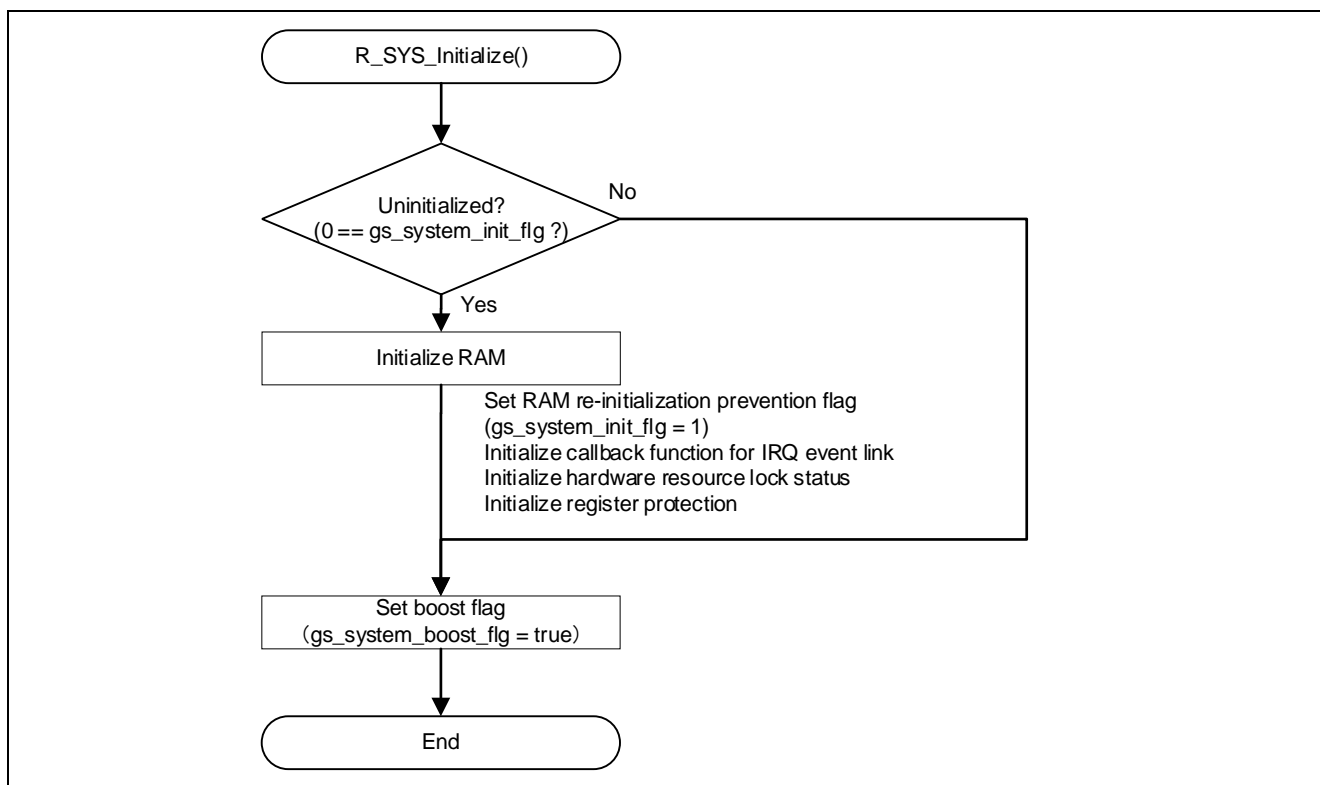 R_SYS_Initialize()
No
Uninitialized?
(0 == gs_system_init_flg ?)
Yes
Initialize RAM
Set RAM re-initialization prevention flag
(gs_system_init_flg = 1)
Initialize callback function for IRQ event link
Initialize hardware resource lock status
Initialize register protection
Set boost flag
（gs_system_boost_flg = true）
End